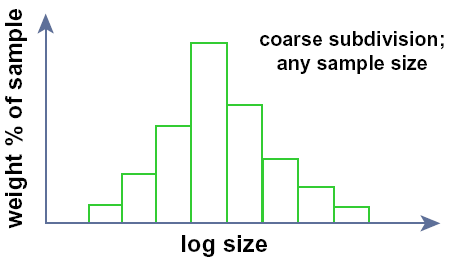 coarse subdivision;
any sample size
weight % of sample
log size